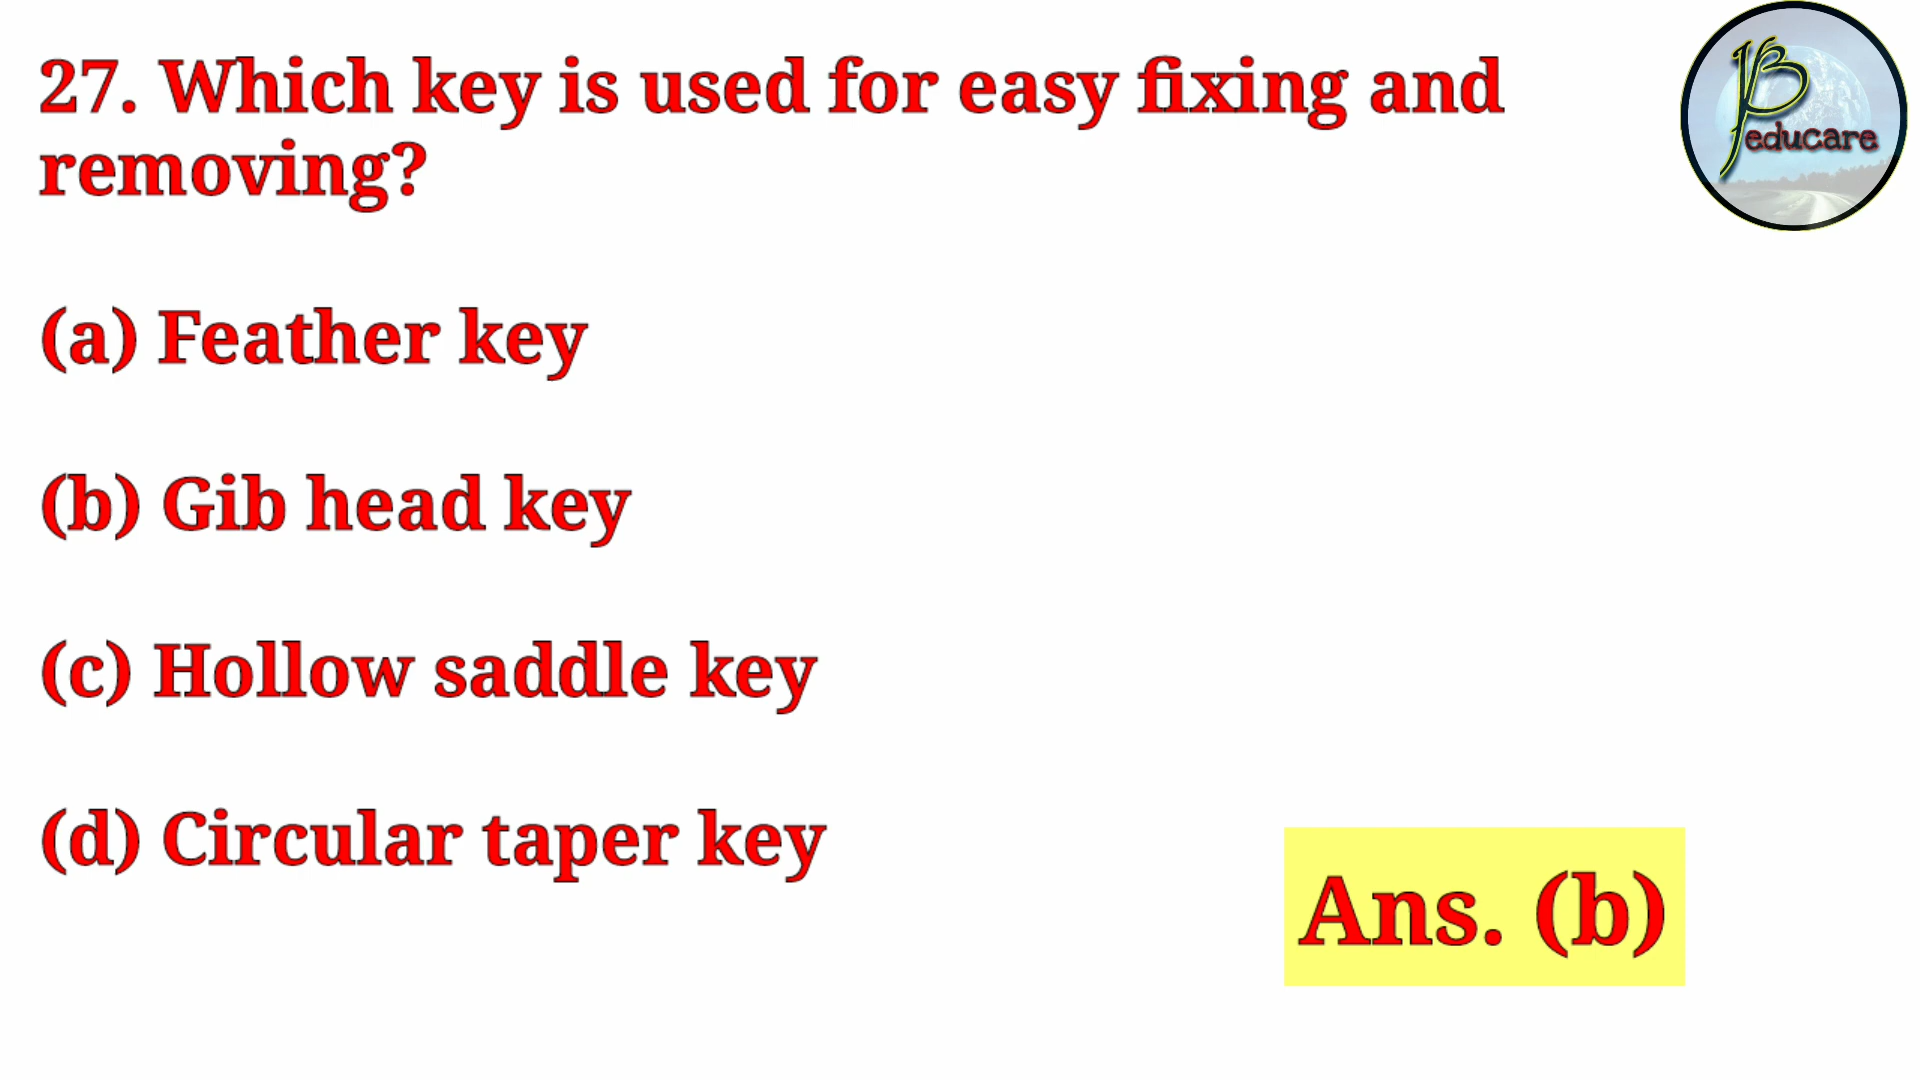 27. Which key is used for easy fixing and
removing?
(a) Feather key
(b) Gib head key
(c) Hollow saddle key
(d) Circular taper key
Ans. (b)
educare